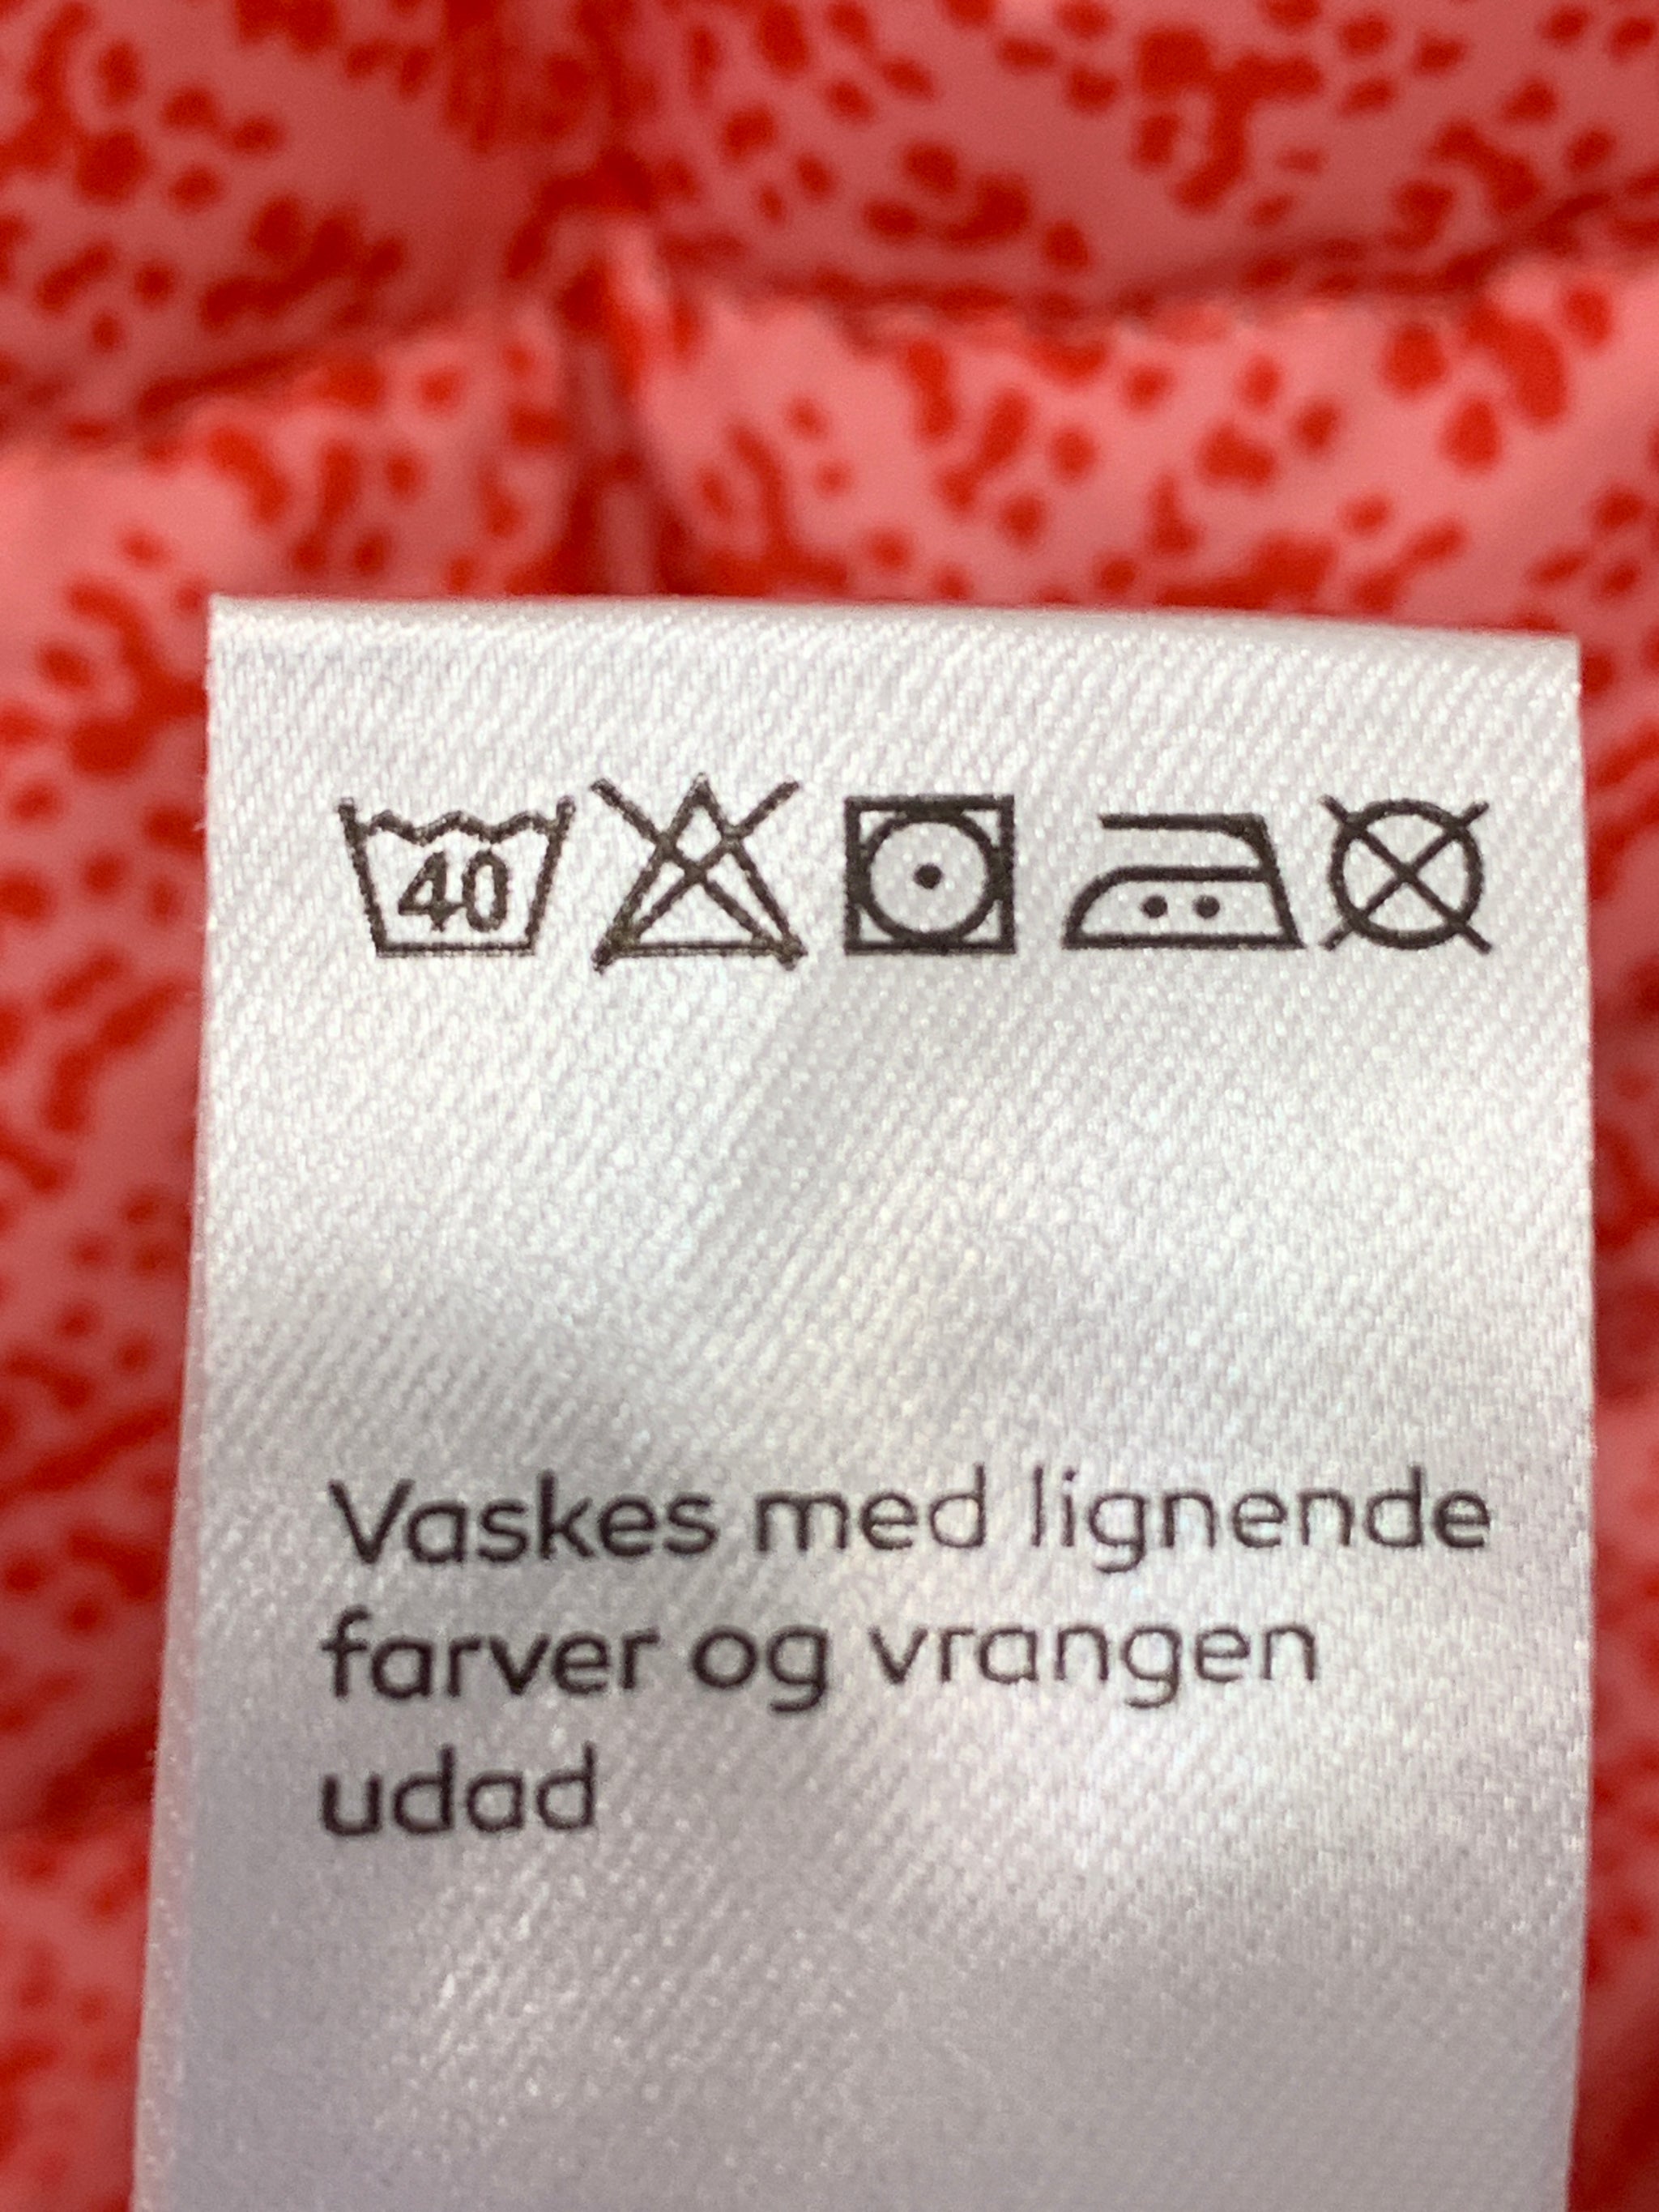 40
Vaskes med lignende
farver og vrangen
udad